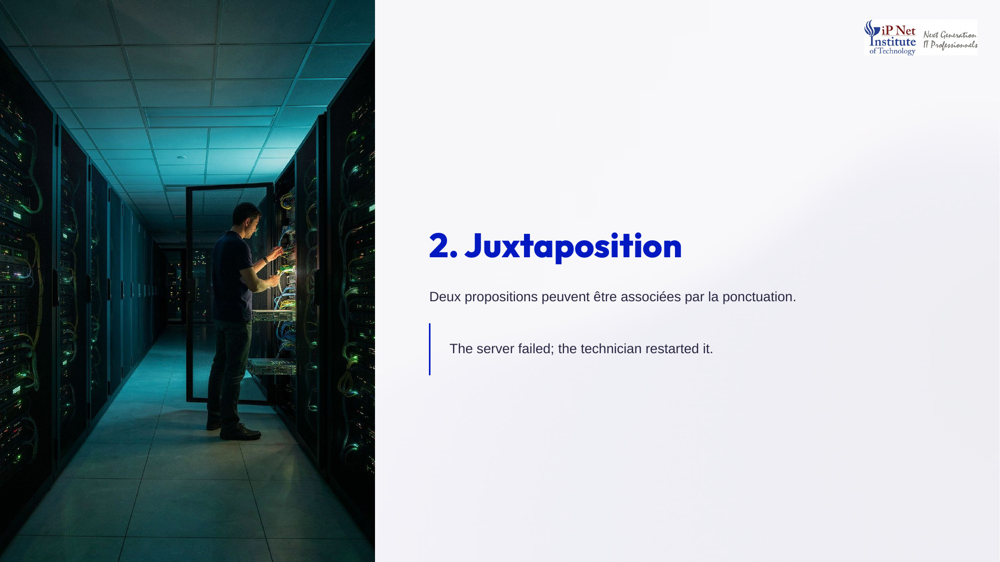 iP Net
Institute
of Technology
Next Generation
IT Professionnels
2. Juxtaposition
Deux propositions peuvent être associées par la ponctuation.
The server failed; the technician restarted it.